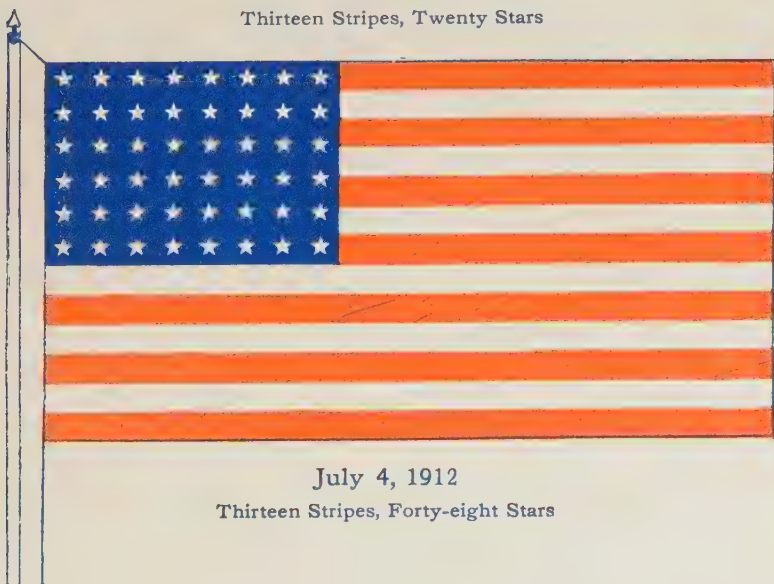 Thirteen Stripes, Twenty Stars
July 4, 1912
Thirteen Stripes, Forty-eight Stars